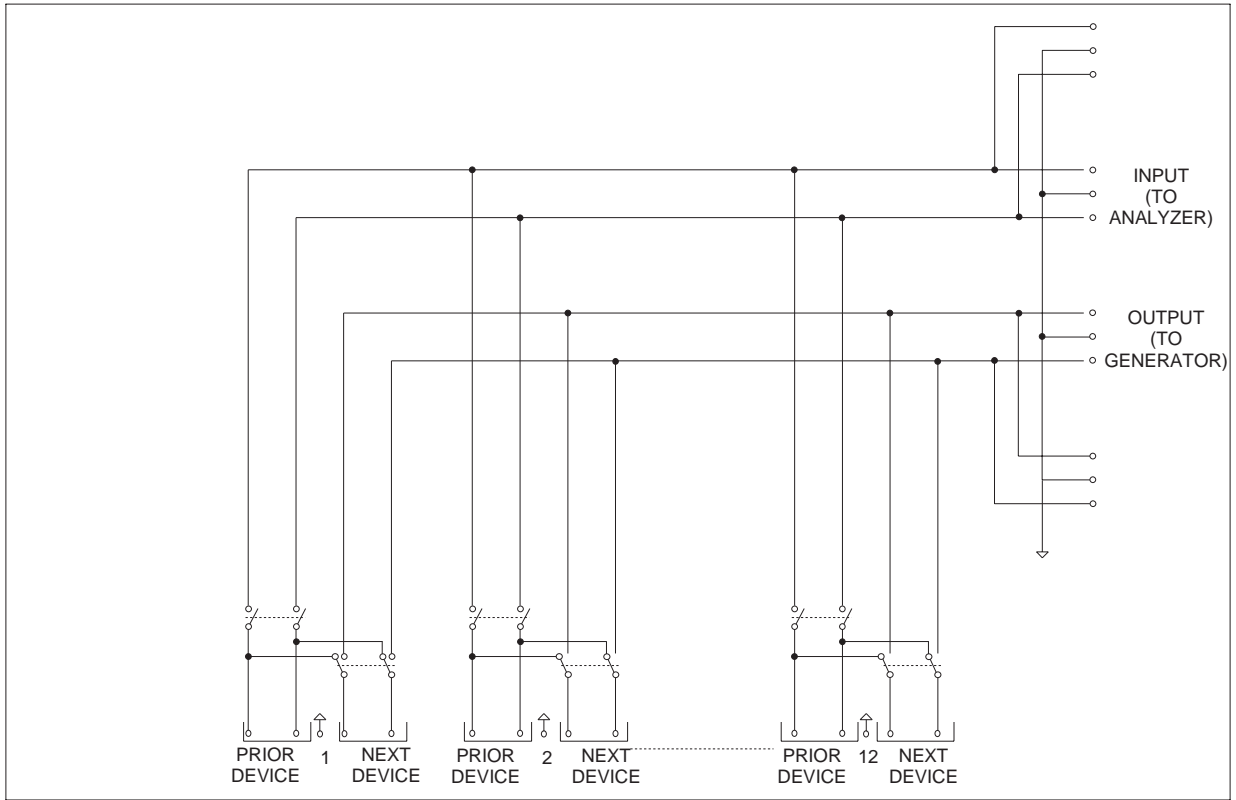 INPUT
(TO
ANALYZER)
OUTPUT
(TO
GENERATOR)
PRIOR
DEVICE
1
NEXT
DEVICE
PRIOR
DEVICE
2
NEXT
DEVICE
PRIOR
DEVICE
12
NEXT
DEVICE